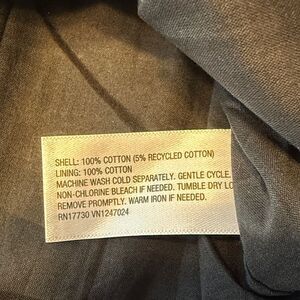 SHELL: 100% COTTON (5% RECYCLED COTTON)
LINING: 100% COTTON
MACHINE WASH COLD SEPARATELY. GENTLE CYCLE.
NON-CHLORINE BLEACH IF NEEDED. TUMBLE DRY LO
REMOVE PROMPTLY. WARM IRON IF NEEDED.
RN17730 VN1247024